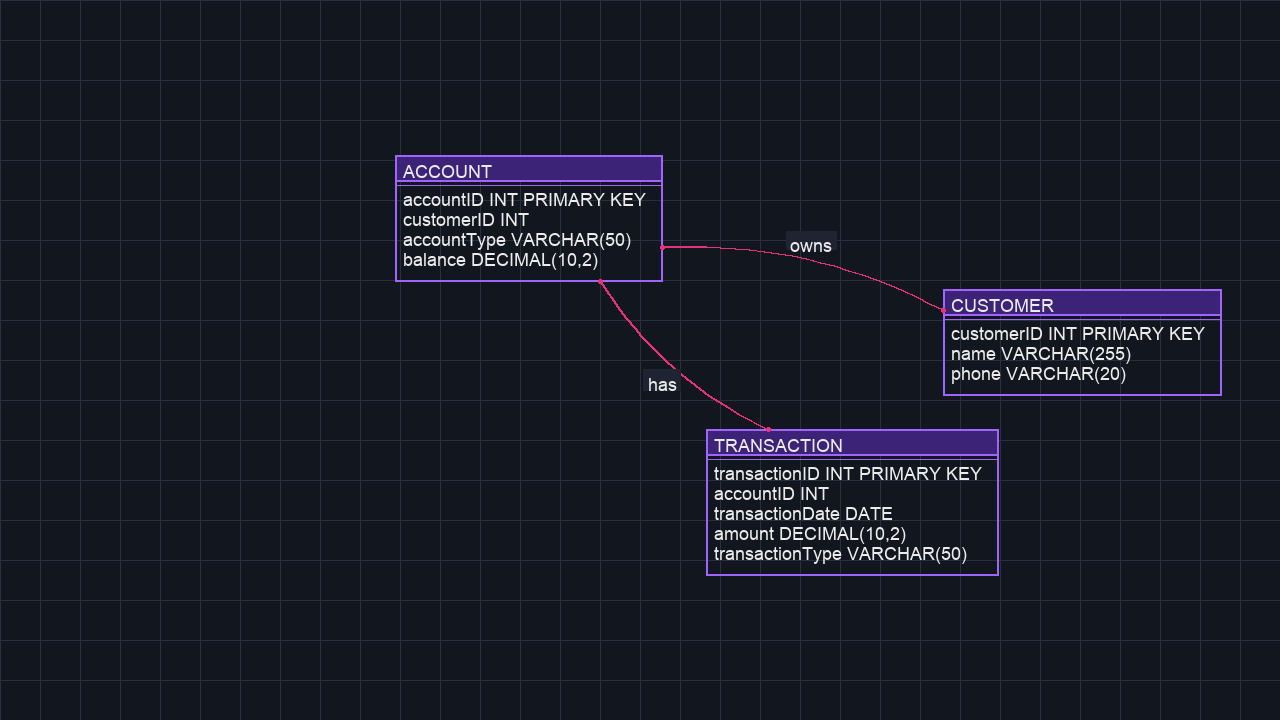 ACCOUNT
accountID INT PRIMARY KEY
customerID INT
accountType VARCHAR(50)
balance DECIMAL(10,2)
owns
CUSTOMER
customerID INT PRIMARY KEY
name VARCHAR(255)
phone VARCHAR(20)
has
TRANSACTION
transactionID INT PRIMARY KEY
accountID INT
transactionDate DATE
amount DECIMAL(10,2)
transactionType VARCHAR(50)